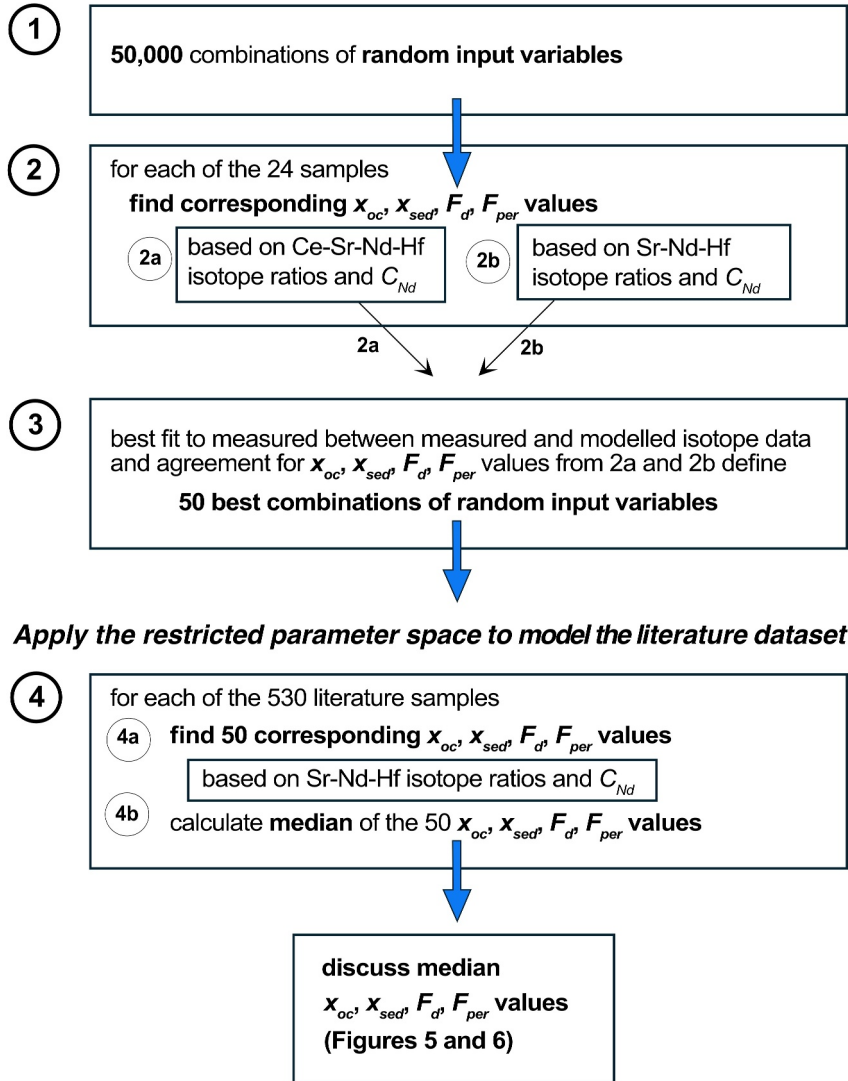 1
50,000 combinations of random input variables
2
for each of the 24 samples
find corresponding x_oc, x_sed, F_d, F_per values
2a
based on Ce-Sr-Nd-Hf
isotope ratios and C_Nd
2b
based on Sr-Nd-Hf
isotope ratios and C_Nd
2a
2b
3
best fit to measured between measured and modelled isotope data
and agreement for x_oc, x_sed, F_d, F_per values from 2a and 2b define
50 best combinations of random input variables
Apply the restricted parameter space to model the literature dataset
4
for each of the 530 literature samples
4a
find 50 corresponding x_oc, x_sed, F_d, F_per values
based on Sr-Nd-Hf isotope ratios and C_Nd
4b
calculate median of the 50 x_oc, x_sed, F_d, F_per values
discuss median
x_oc, x_sed, F_d, F_per values
(Figures 5 and 6)